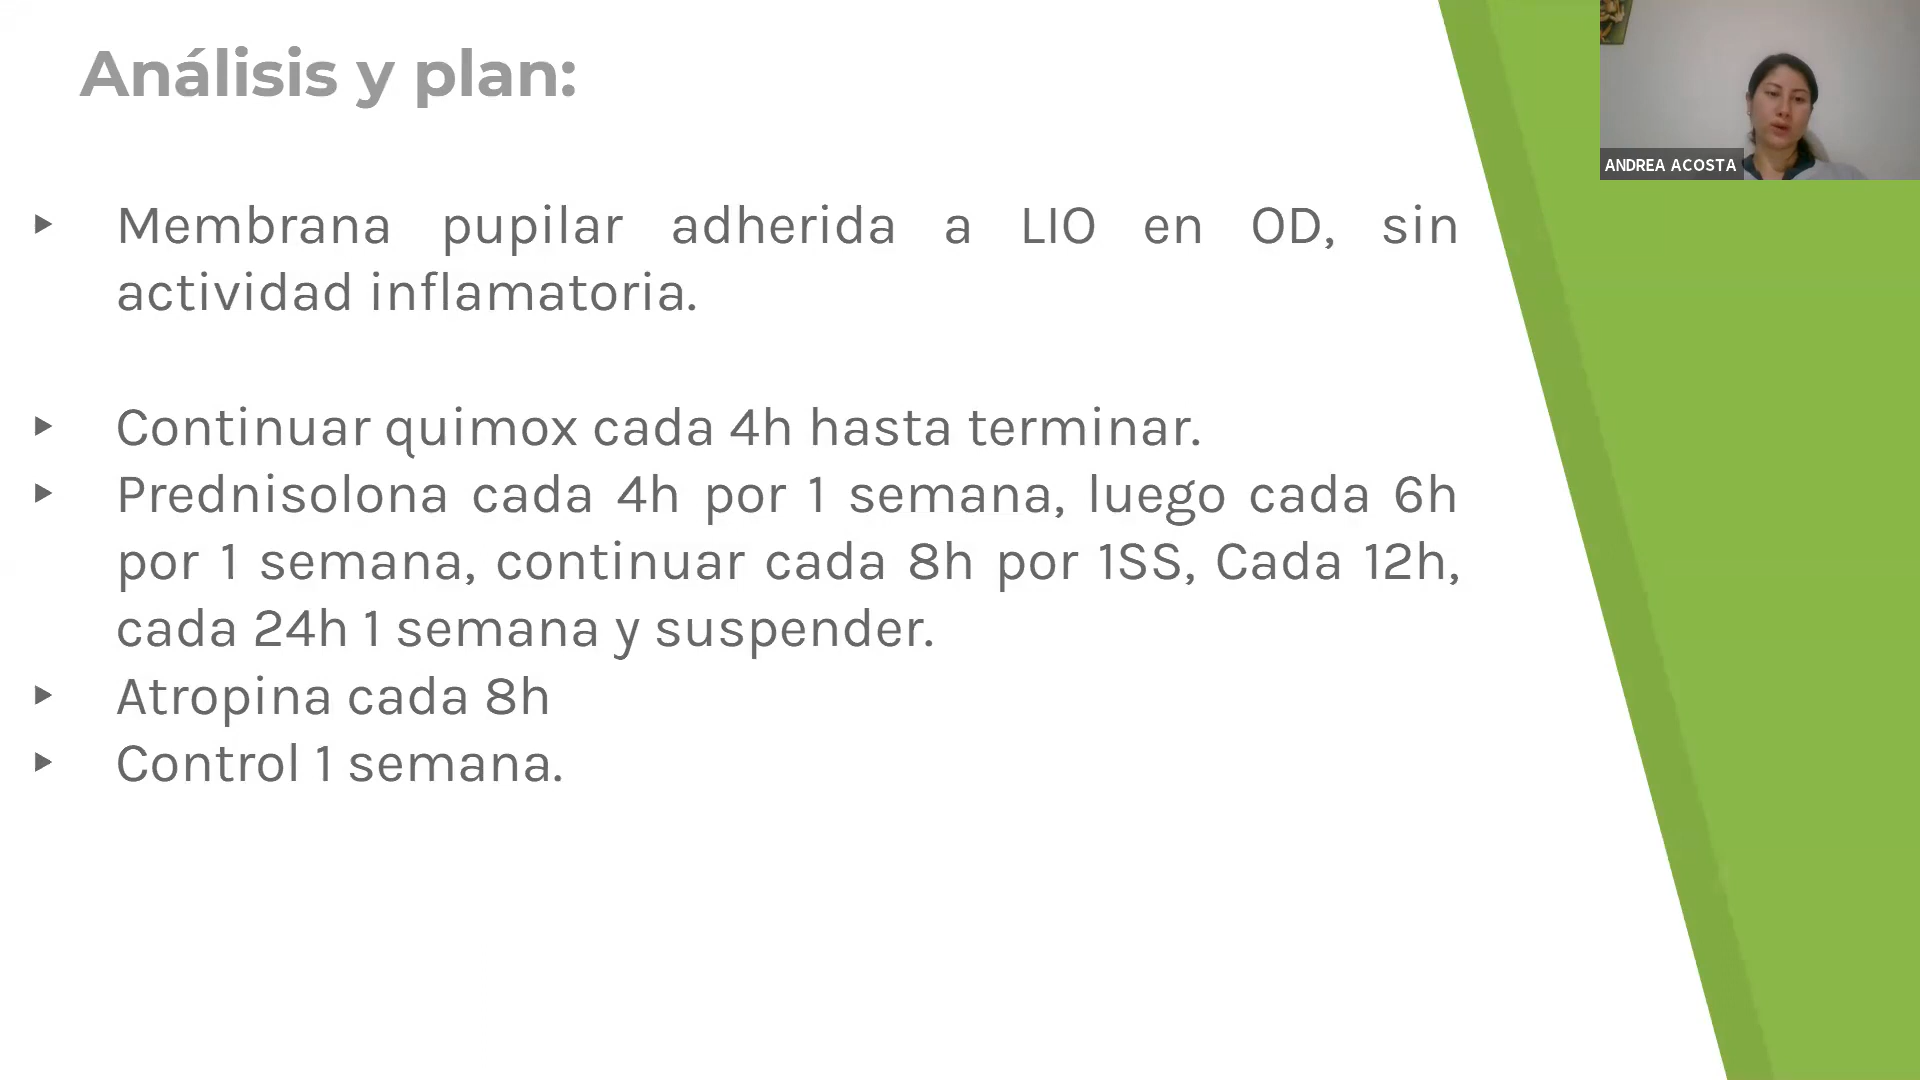 Análisis y plan:
ANDREA ACOSTA
Membrana pupilar adherida a LIO en OD, sin
actividad inflamatoria.
Continuar quimox cada 4h hasta terminar.
Prednisolona cada 4h por 1 semana, luego cada 6h
por 1 semana, continuar cada 8h por 1SS, Cada 12h,
cada 24h 1 semana y suspender.
Atropina cada 8h
Control 1 semana.